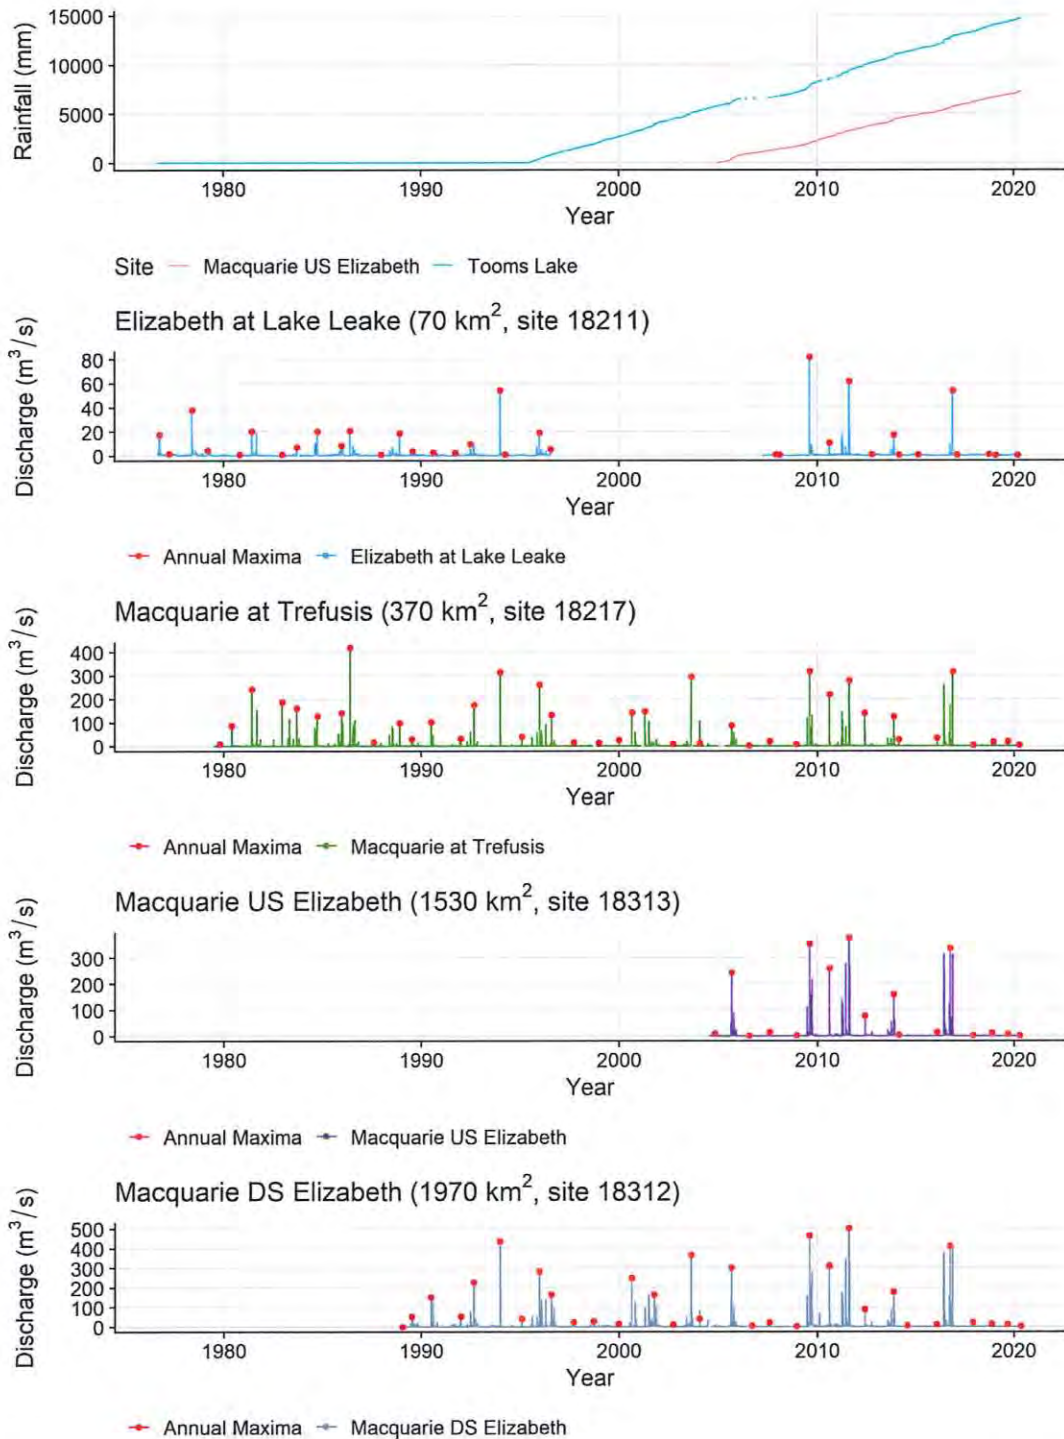 15000
10000
5000
0
Rainfall (mm)
1980 1990 2000 2010 2020
Year
Site Macquarie US Elizabeth Tooms Lake
Elizabeth at Lake Leake (70 km², site 18211)
80
60
40
20
0
Discharge (m³/s)
1980 1990 2000 2010 2020
Year
Annual Maxima Elizabeth at Lake Leake
Macquarie at Trefusis (370 km², site 18217)
400
300
200
100
0
Discharge (m³/s)
1980 1990 2000 2010 2020
Year
Annual Maxima Macquarie at Trefusis
Macquarie US Elizabeth (1530 km², site 18313)
300
200
100
0
Discharge (m³/s)
1980 1990 2000 2010 2020
Year
Annual Maxima Macquarie US Elizabeth
Macquarie DS Elizabeth (1970 km², site 18312)
500
400
300
200
100
0
Discharge (m³/s)
1980 1990 2000 2010 2020
Year
Annual Maxima Macquarie DS Elizabeth